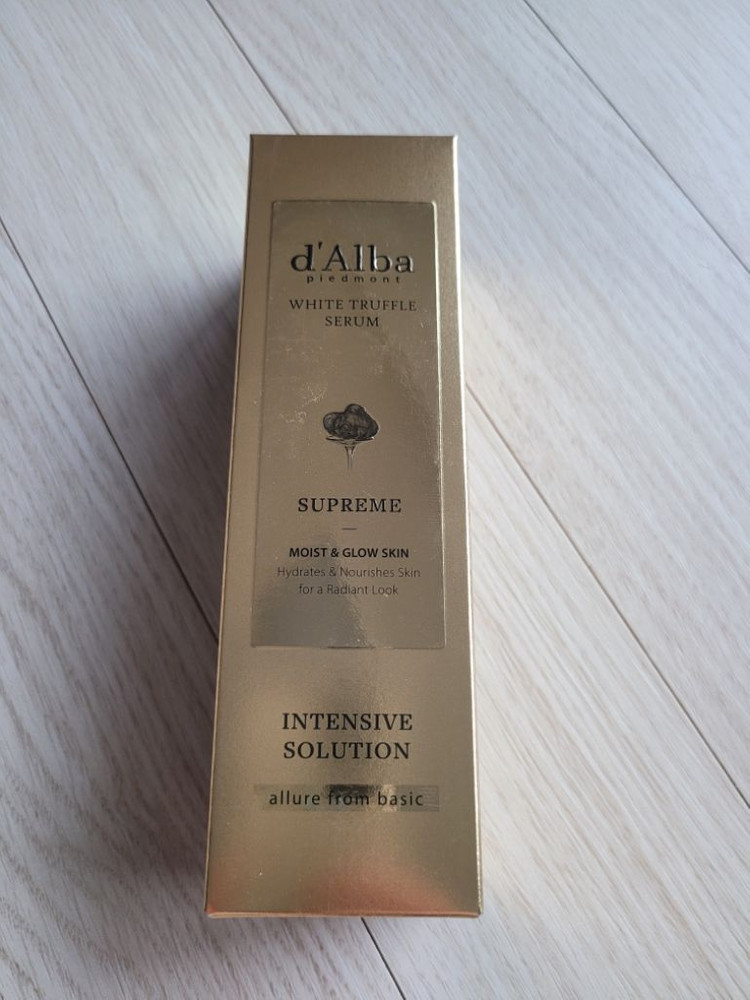 d'Alba
piedmont
WHITE TRUFFLE
SERUM
SUPREME
MOIST & GLOW SKIN
Hydrates & Nourishes Skin
for a Radiant Look
INTENSIVE
SOLUTION
allure from basic